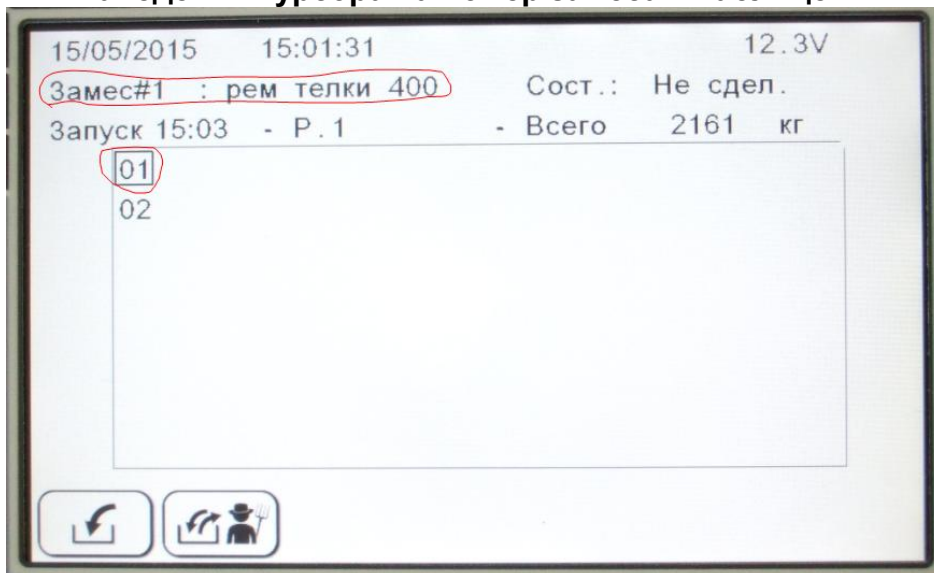 15/05/2015 15:01:31 12.3V
Замес#1 : рем телки 400 Сост.: Не сдел.
Запуск 15:03 - Р.1 - Всего 2161 кг
01
02